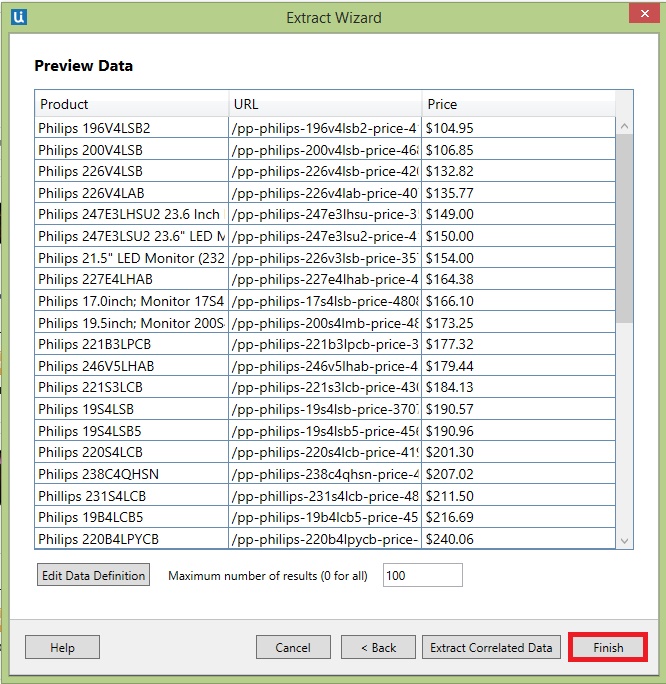 Ui Extract Wizard
Preview Data
Product URL Price
Philips 196V4LSB2 /pp-philips-196v4lsb2-price-4 $104.95
Philips 200V4LSB /pp-philips-200v4lsb-price-46 $106.85
Philips 226V4LSB /pp-philips-226v4lsb-price-42 $132.82
Philips 226V4LAB /pp-philips-226v4lab-price-40 $135.77
Philips 247E3LHSU2 23.6 Inch /pp-philips-247e3lhsu-price-3 $149.00
Philips 247E3LSU2 23.6" LED M /pp-philips-247e3lsu2-price-4 $150.00
Philips 21.5" LED Monitor (232 /pp-philips-226v3lsb-price-35 $154.00
Philips 227E4LHAB /pp-philips-227e4lhab-price-4 $164.38
Philips 17.0inch; Monitor 17S4 /pp-philips-17s4lsb-price-480 $166.10
Philips 19.5inch; Monitor 200S /pp-philips-200s4lmb-price-4 $173.25
Philips 221B3LPCB /pp-philips-221b3lpcb-price-3 $177.32
Philips 246V5LHAB /pp-philips-246v5lhab-price-4 $179.44
Philips 221S3LCB /pp-philips-221s3lcb-price-43 $184.13
Philips 19S4LSB /pp-philips-19s4lsb-price-370 $190.57
Philips 19S4LSB5 /pp-philips-19s4lsb5-price-45 $190.96
Philips 220S4LCB /pp-philips-220s4lcb-price-41 $201.30
Philips 238C4QHSN /pp-philips-238c4qhsn-price-4 $207.02
Phillips 231S4LCB /pp-phillips-231s4lcb-price-48 $211.50
Philips 19B4LCB5 /pp-philips-19b4lcb5-price-45 $216.69
Philips 220B4LPYCB /pp-philips-220b4lpycb-price- $240.06
Edit Data Definition Maximum number of results (0 for all) 100
Help Cancel < Back Extract Correlated Data Finish